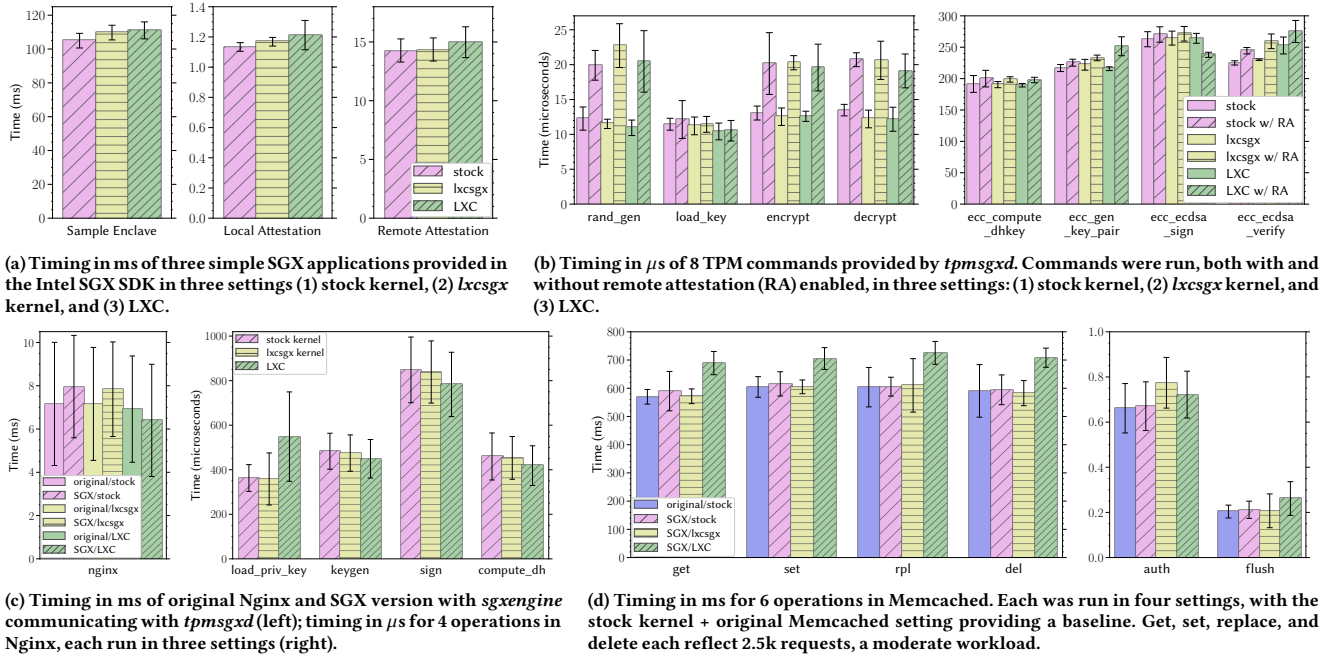 120
100
80
60
40
20
0
Time (ms)
Sample Enclave
1.4
1.2
1.0
0.8
0.6
0.4
0.2
0.0
Local Attestation
15
10
5
0
Remote Attestation
stock
lxcsgx
LXC
(a) Timing in ms of three simple SGX applications provided in
the Intel SGX SDK in three settings (1) stock kernel, (2) lxcsgx
kernel, and (3) LXC.
25
20
15
10
5
0
Time (microseconds)
rand_gen
load_key
encrypt
decrypt
300
250
200
150
100
50
0
ecc_compute
_dhkey
ecc_gen
_key_pair
ecc_ecdsa
_sign
ecc_ecdsa
_verify
stock
stock w/ RA
lxcsgx
lxcsgx w/ RA
LXC
LXC w/ RA
(b) Timing in μs of 8 TPM commands provided by tpmsgxd. Commands were run, both with and
without remote attestation (RA) enabled, in three settings: (1) stock kernel, (2) lxcsgx kernel, and
(3) LXC.
10
8
6
4
2
0
Time (ms)
nginx
original/stock
SGX/stock
original/lxcsgx
SGX/lxcsgx
original/LXC
SGX/LXC
1000
800
600
400
200
0
Time (microseconds)
load_priv_key
keygen
sign
compute_dh
stock kernel
lxcsgx kernel
LXC
(c) Timing in ms of original Nginx and SGX version with sgxengine
communicating with tpmsgxd (left); timing in μs for 4 operations in
Nginx, each run in three settings (right).
800
700
600
500
400
300
200
100
0
Time (ms)
get
set
rpl
del
original/stock
SGX/stock
SGX/lxcsgx
SGX/LXC
1.0
0.8
0.6
0.4
0.2
0.0
auth
flush
(d) Timing in ms for 6 operations in Memcached. Each was run in four settings, with the
stock kernel + original Memcached setting providing a baseline. Get, set, replace, and
delete each reflect 2.5k requests, a moderate workload.